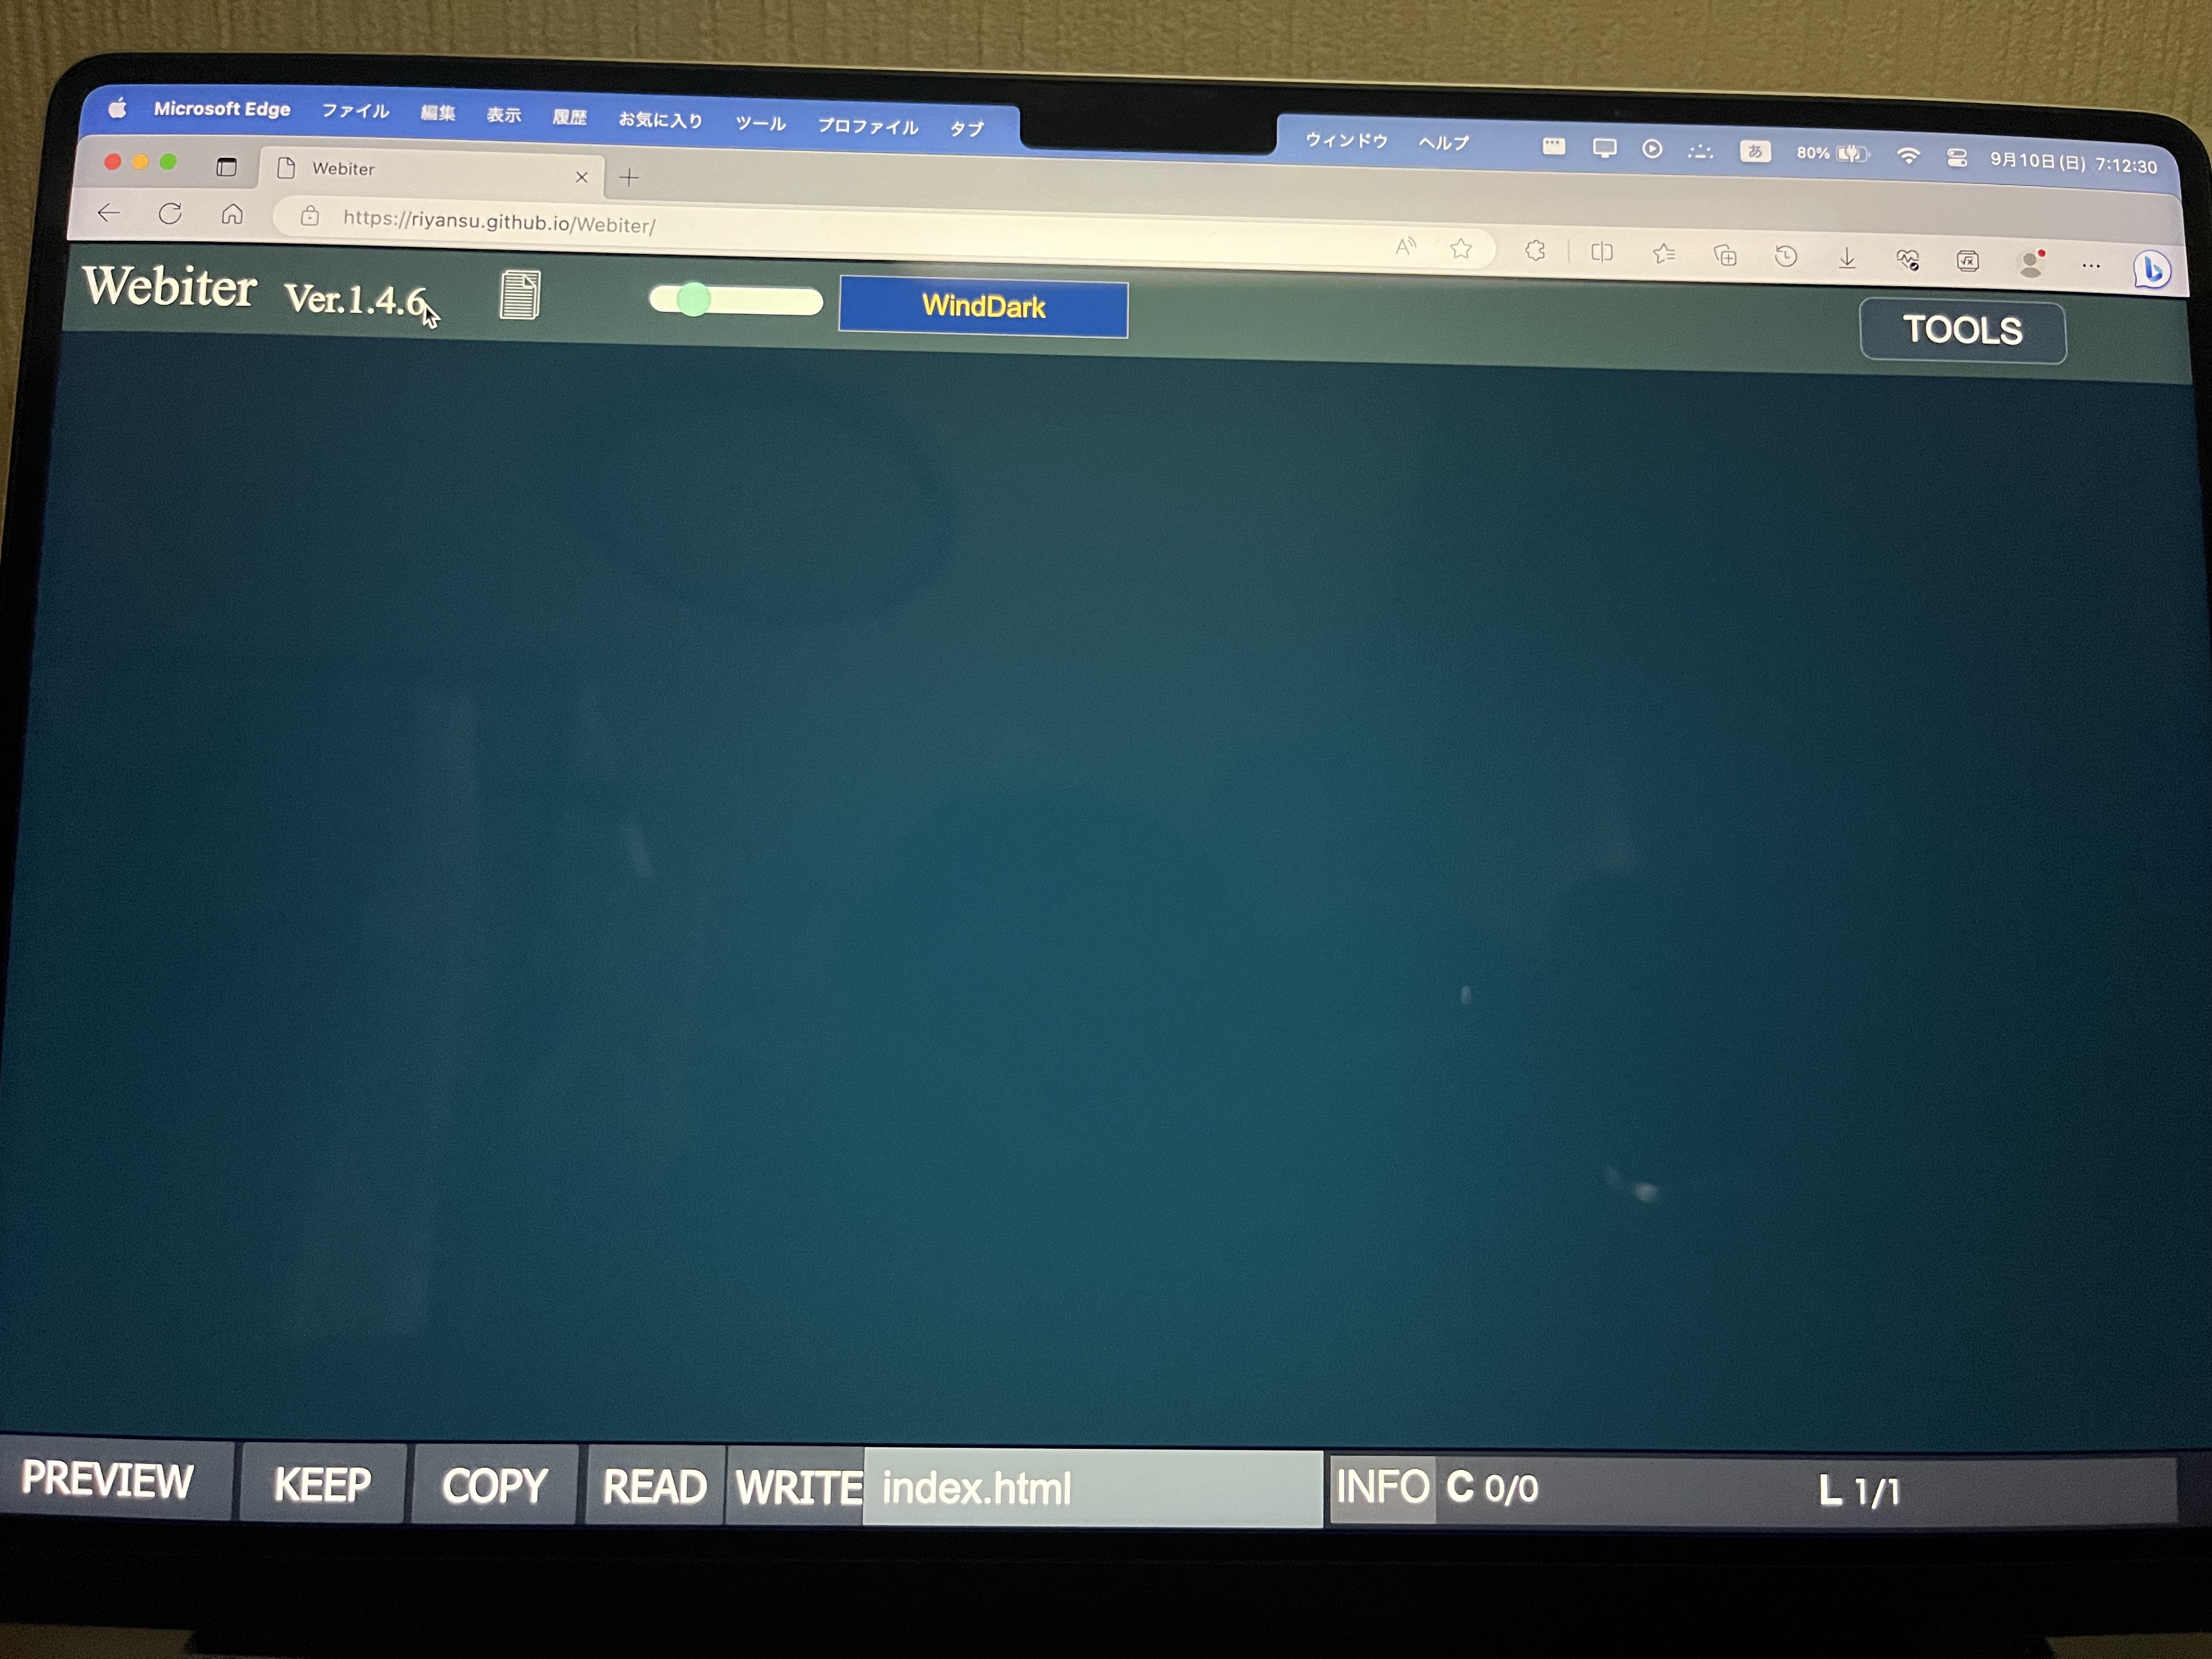 Microsoft Edge ファイル 編集 表示 履歴 お気に入り ツール プロファイル タブ ウィンドウ ヘルプ あ 80% 9月10日(日) 7:12:30
Webiter
https://riyansu.github.io/Webiter/
Webiter Ver.1.4.6 WindDark TOOLS
PREVIEW KEEP COPY READ WRITE index.html INFO C 0/0 L 1/1